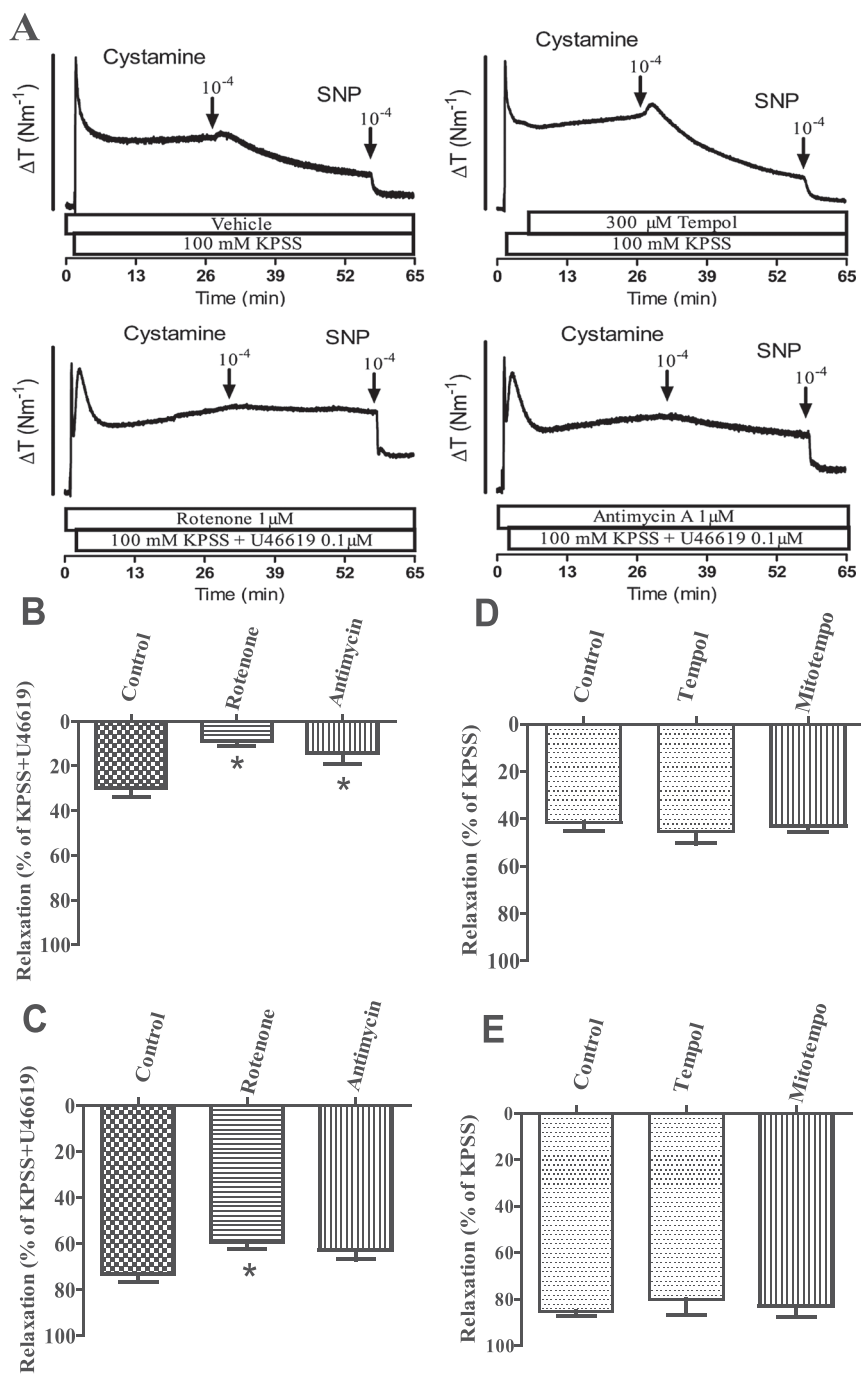 A
Cystamine
10-4
SNP
10-4
ΔT (Nm-1)
Vehicle
100 mM KPSS
0 13 26 39 52 65
Time (min)
Cystamine
10-4
SNP
10-4
ΔT (Nm-1)
300 µM Tempol
100 mM KPSS
0 13 26 39 52 65
Time (min)
Cystamine
10-4
SNP
10-4
ΔT (Nm-1)
Rotenone 1µM
100 mM KPSS + U46619 0.1µM
0 13 26 39 52 65
Time (min)
Cystamine
10-4
SNP
10-4
ΔT (Nm-1)
Antimycin A 1µM
100 mM KPSS + U46619 0.1µM
0 13 26 39 52 65
Time (min)
B
Control
Rotenone
Antimycin
Relaxation (% of KPSS+U46619)
0
20
40
60
80
100
*
*
D
Control
Tempol
Mitotempo
Relaxation (% of KPSS)
0
20
40
60
80
100
C
Control
Rotenone
Antimycin
Relaxation (% of KPSS+U46619)
0
20
40
60
80
100
*
E
Control
Tempol
Mitotempo
Relaxation (% of KPSS)
0
20
40
60
80
100